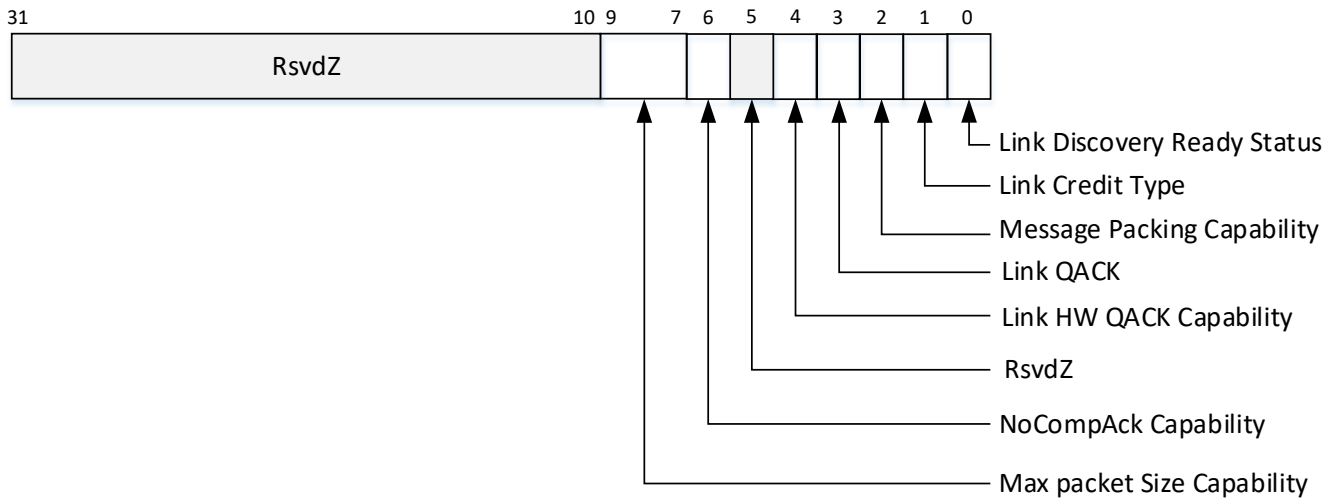 31 10 9 7 6 5 4 3 2 1 0
RsvdZ
Link Discovery Ready Status
Link Credit Type
Message Packing Capability
Link QACK
Link HW QACK Capability
RsvdZ
NoCompAck Capability
Max packet Size Capability